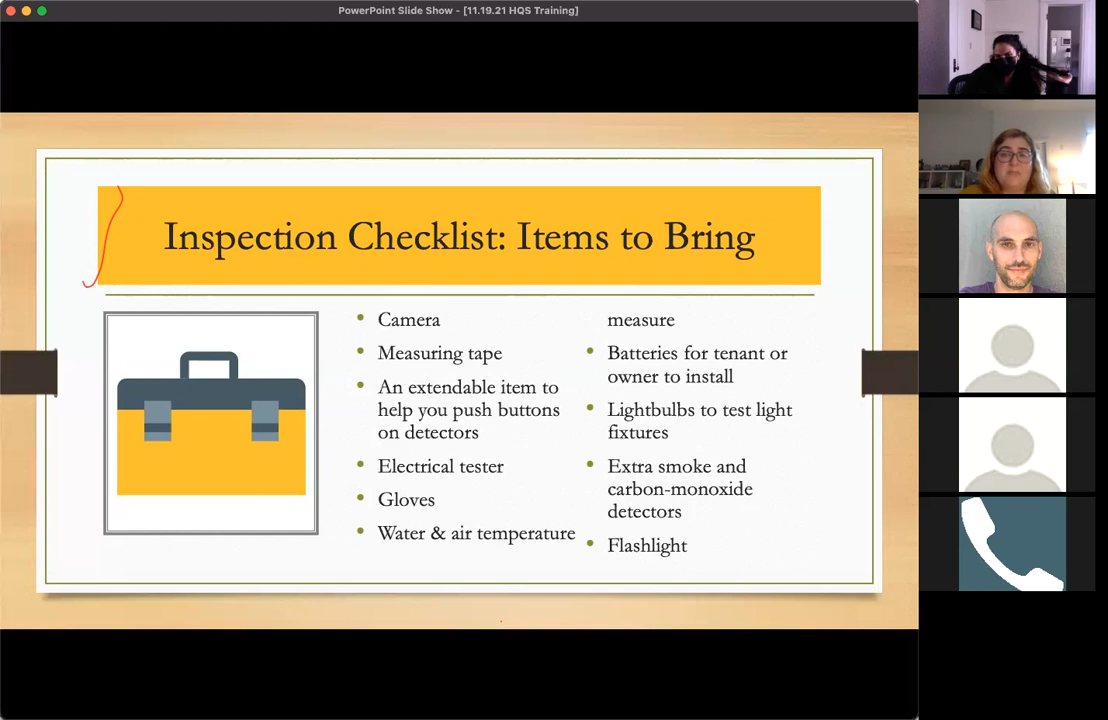 PowerPoint Slide Show - [11.19.21 HQS Training]
Inspection Checklist: Items to Bring
• Camera
• Measuring tape
• An extendable item to
help you push buttons
on detectors
• Electrical tester
• Gloves
• Water & air temperature
measure
• Batteries for tenant or
owner to install
• Lightbulbs to test light
fixtures
• Extra smoke and
carbon-monoxide
detectors
• Flashlight